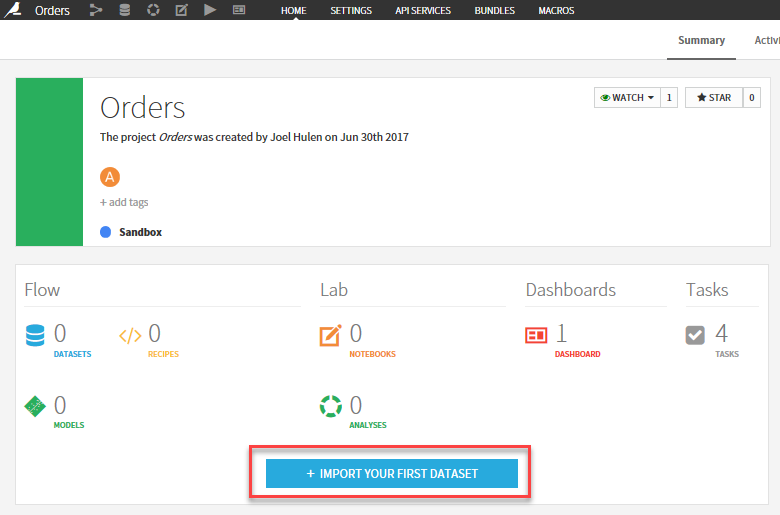 Orders HOME SETTINGS API SERVICES BUNDLES MACROS
Summary Activi
Orders
WATCH 1 STAR 0
The project Orders was created by Joel Hulen on Jun 30th 2017
A
+ add tags
Sandbox
Flow Lab Dashboards Tasks
0 0 0 1 4
DATASETS RECIPES NOTEBOOKS DASHBOARD TASKS
0 0
MODELS ANALYSES
+ IMPORT YOUR FIRST DATASET